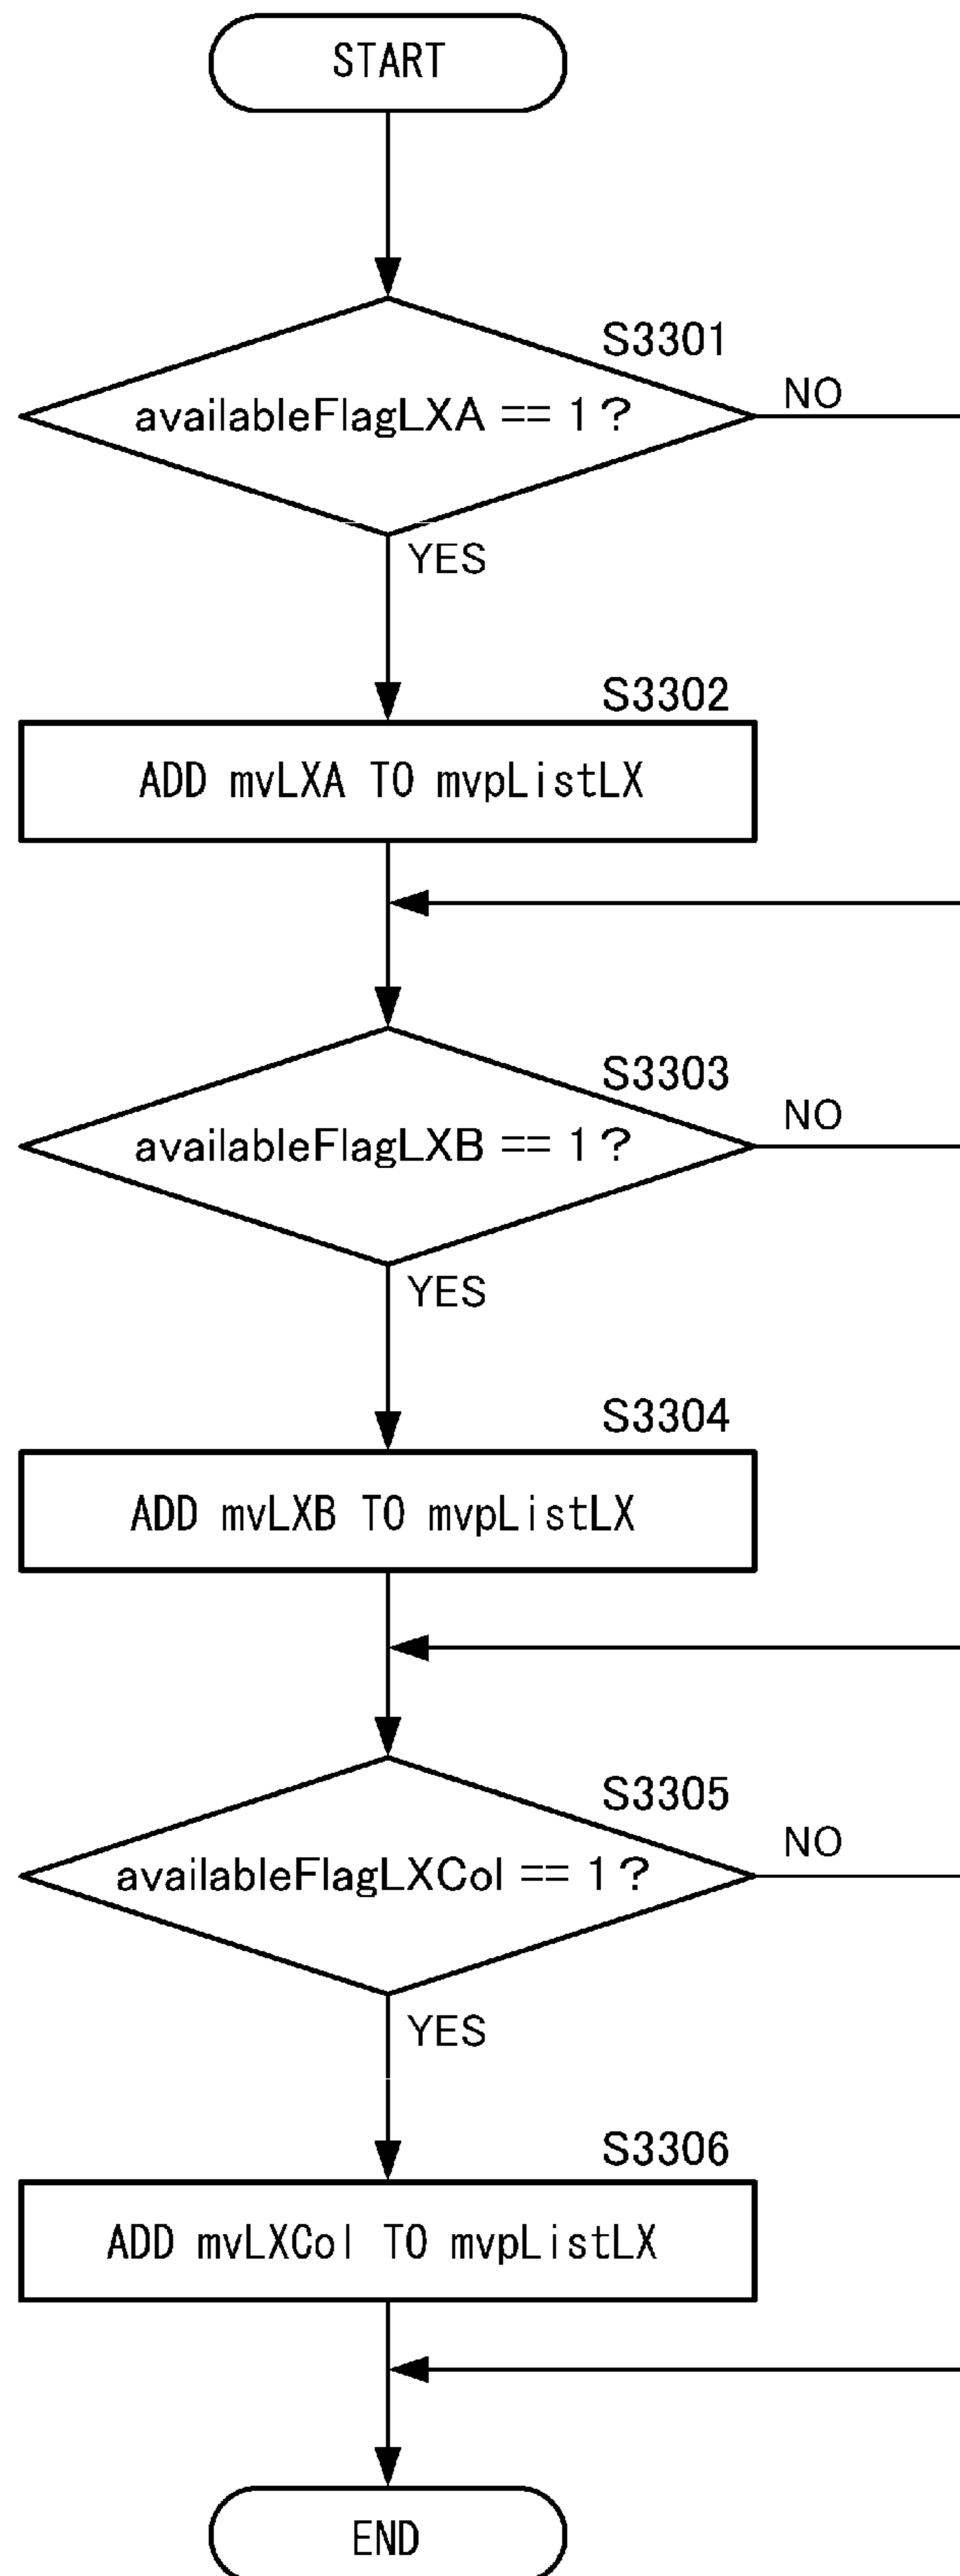 START
S3301
availableFlagLXA == 1?
NO
YES
S3302
ADD mvLXA TO mvpListLX
S3303
availableFlagLXB == 1?
NO
YES
S3304
ADD mvLXB TO mvpListLX
S3305
availableFlagLXCol == 1?
NO
YES
S3306
ADD mvLXCol TO mvpListLX
END